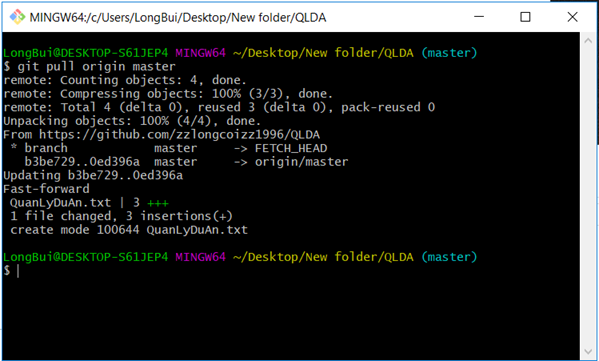 MINGW64:/c/Users/LongBui/Desktop/New folder/QLDA
LongBui@DESKTOP-S61JEP4 MINGW64 ~/Desktop/New folder/QLDA (master)
$ git pull origin master
remote: Counting objects: 4, done.
remote: Compressing objects: 100% (3/3), done.
remote: Total 4 (delta 0), reused 3 (delta 0), pack-reused 0
Unpacking objects: 100% (4/4), done.
From https://github.com/zzlongcoizz1996/QLDA
 * branch            master     -> FETCH_HEAD
   b3be729..0ed396a  master     -> origin/master
Updating b3be729..0ed396a
Fast-forward
 QuanLyDuAn.txt | 3 +++
 1 file changed, 3 insertions(+)
 create mode 100644 QuanLyDuAn.txt
LongBui@DESKTOP-S61JEP4 MINGW64 ~/Desktop/New folder/QLDA (master)
$